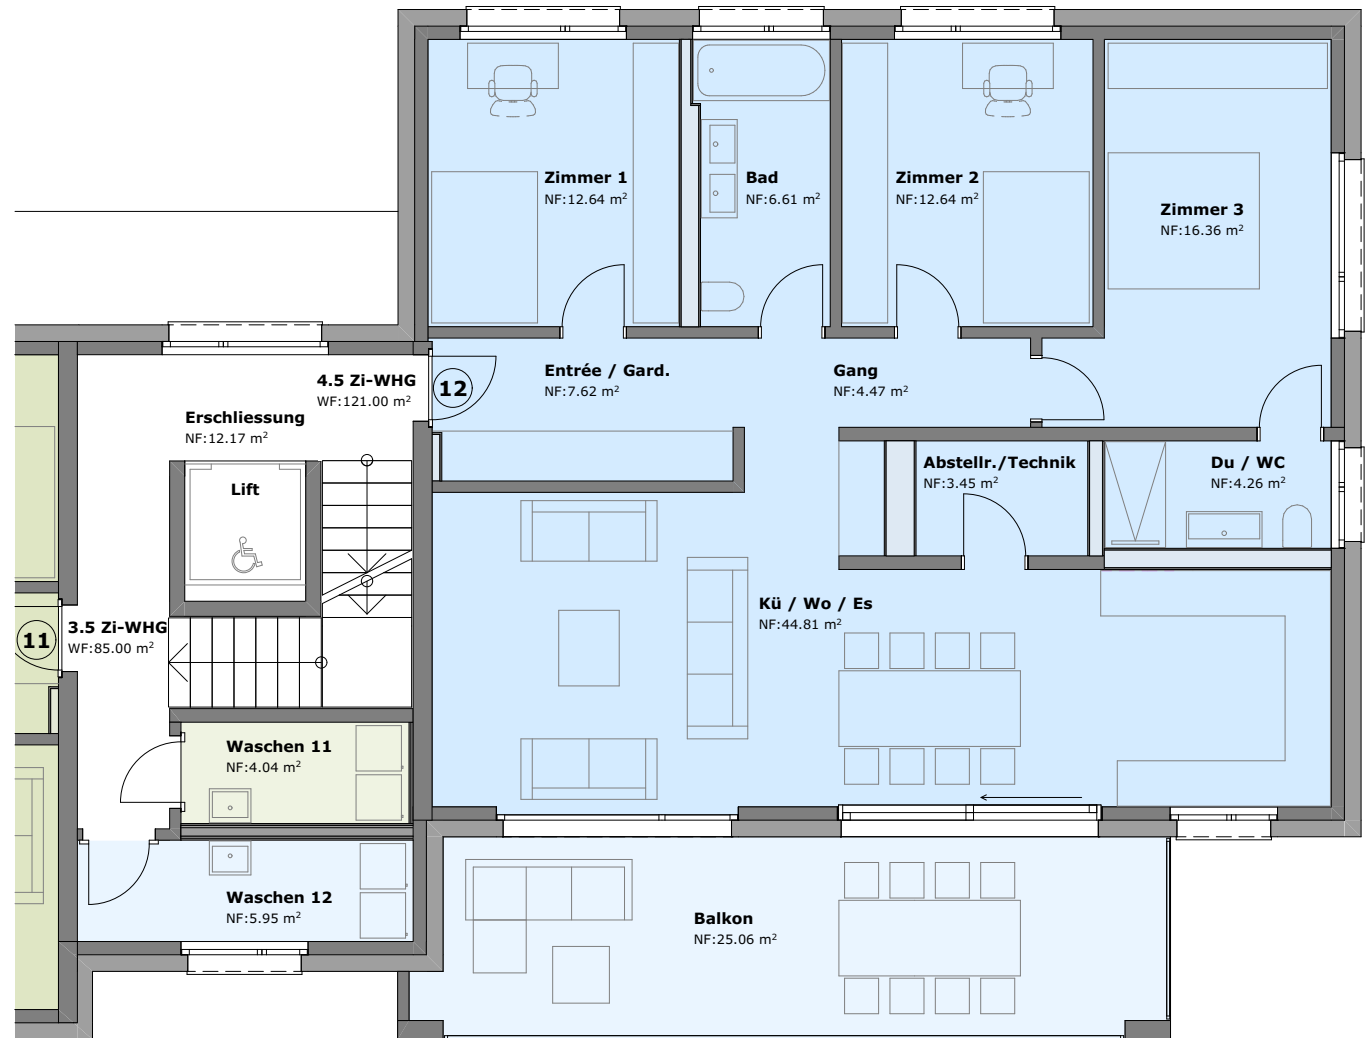 Zimmer 1
NF:12.64 m²
Bad
NF:6.61 m²
Zimmer 2
NF:12.64 m²
Zimmer 3
NF:16.36 m²
4.5 Zi-WHG
WF:121.00 m²
12
Entrée / Gard.
NF:7.62 m²
Gang
NF:4.47 m²
Erschliessung
NF:12.17 m²
Lift
Abstellr./Technik
NF:3.45 m²
Du / WC
NF:4.26 m²
11
3.5 Zi-WHG
WF:85.00 m²
Kü / Wo / Es
NF:44.81 m²
Waschen 11
NF:4.04 m²
Waschen 12
NF:5.95 m²
Balkon
NF:25.06 m²